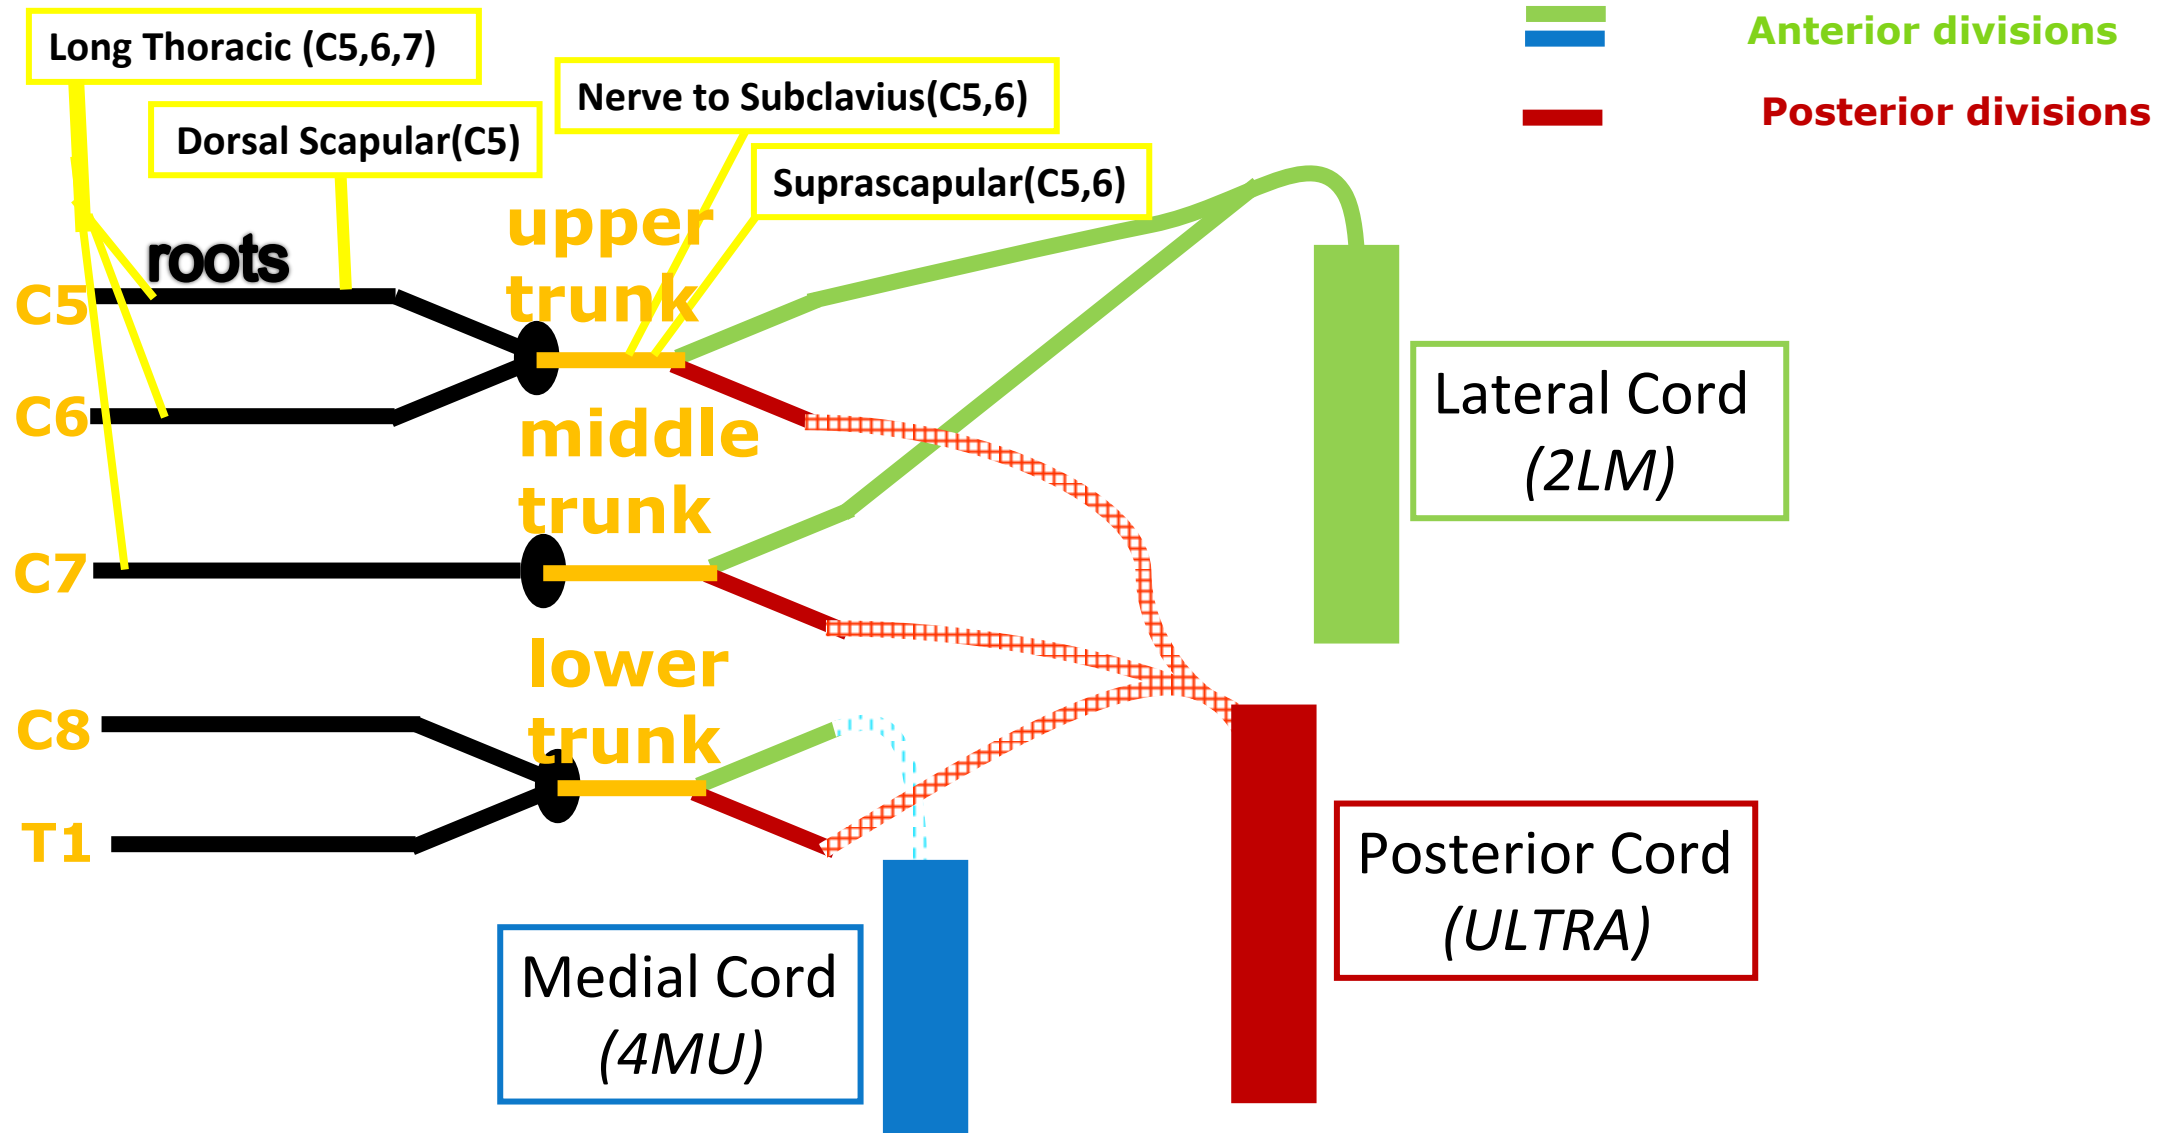 Long Thoracic (C5,6,7)
Dorsal Scapular(C5)
Nerve to Subclavius(C5,6)
Suprascapular(C5,6)
Anterior divisions
Posterior divisions
roots
upper
trunk
C5
C6
middle
trunk
C7
lower
trunk
C8
T1
Lateral Cord
(2LM)
Posterior Cord
(ULTRA)
Medial Cord
(4MU)